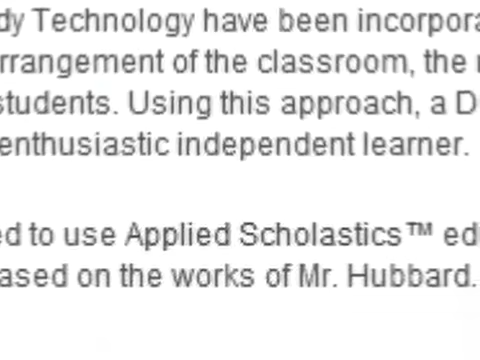 dy Technology have been incorpora
rrangement of the classroom, the
students. Using this approach, a D
enthusiastic independent learner.
ed to use Applied Scholastics™ ed
ased on the works of Mr. Hubbard.